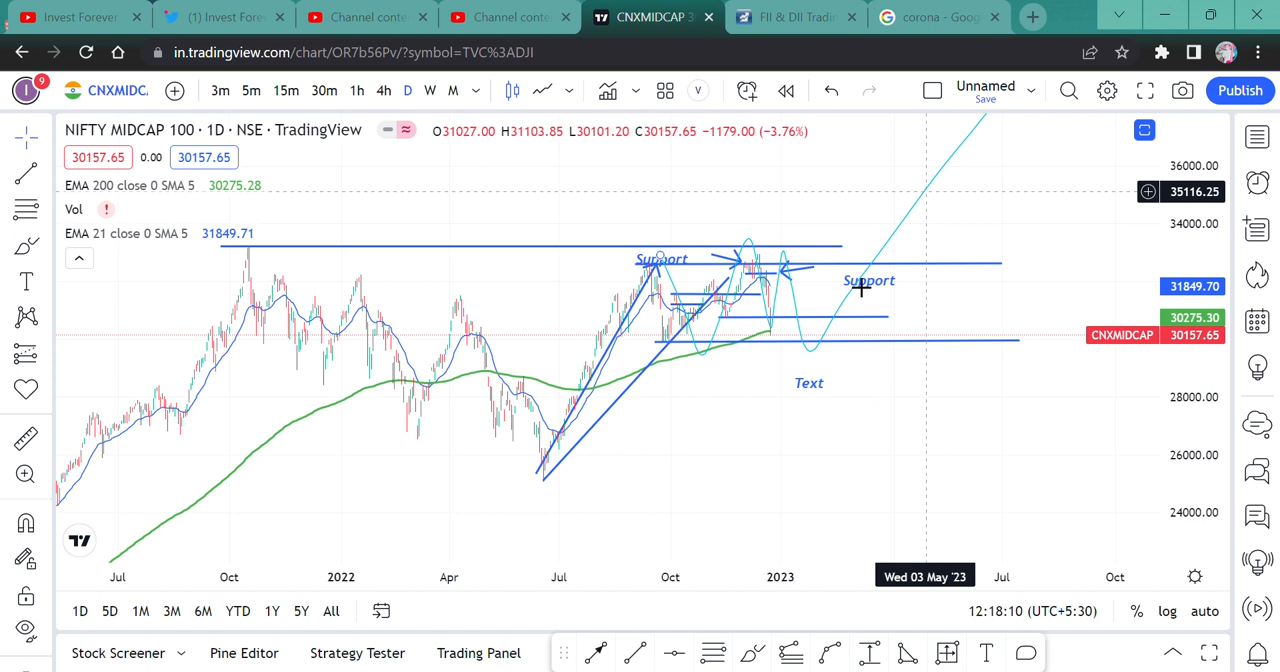 Invest Forever
(1) Invest Fore
Channel conte
Channel conte
CNXMIDCAP 3
FII & DII Tradin
corona - Goog
in.tradingview.com/chart/OR7b56Pv/?symbol=TVC%3ADJI
I 9 CNXMIDC 3m 5m 15m 30m 1h 4h D W M V Unnamed Save Publish
NIFTY MIDCAP 100 · 1D · NSE · TradingView O31027.00 H31103.85 L30101.20 C30157.65 −1179.00 (−3.76%)
30157.65 0.00 30157.65
EMA 200 close 0 SMA 5 30275.28
Vol !
EMA 21 close 0 SMA 5 31849.71
Support
Support
Text
36000.00
35116.25
34000.00
31849.70
30275.30
CNXMIDCAP 30157.65
28000.00
26000.00
24000.00
Jul Oct 2022 Apr Jul Oct 2023 Wed 03 May '23 Jul Oct
1D 5D 1M 3M 6M YTD 1Y 5Y All 12:18:10 (UTC+5:30) % log auto
Stock Screener Pine Editor Strategy Tester Trading Panel